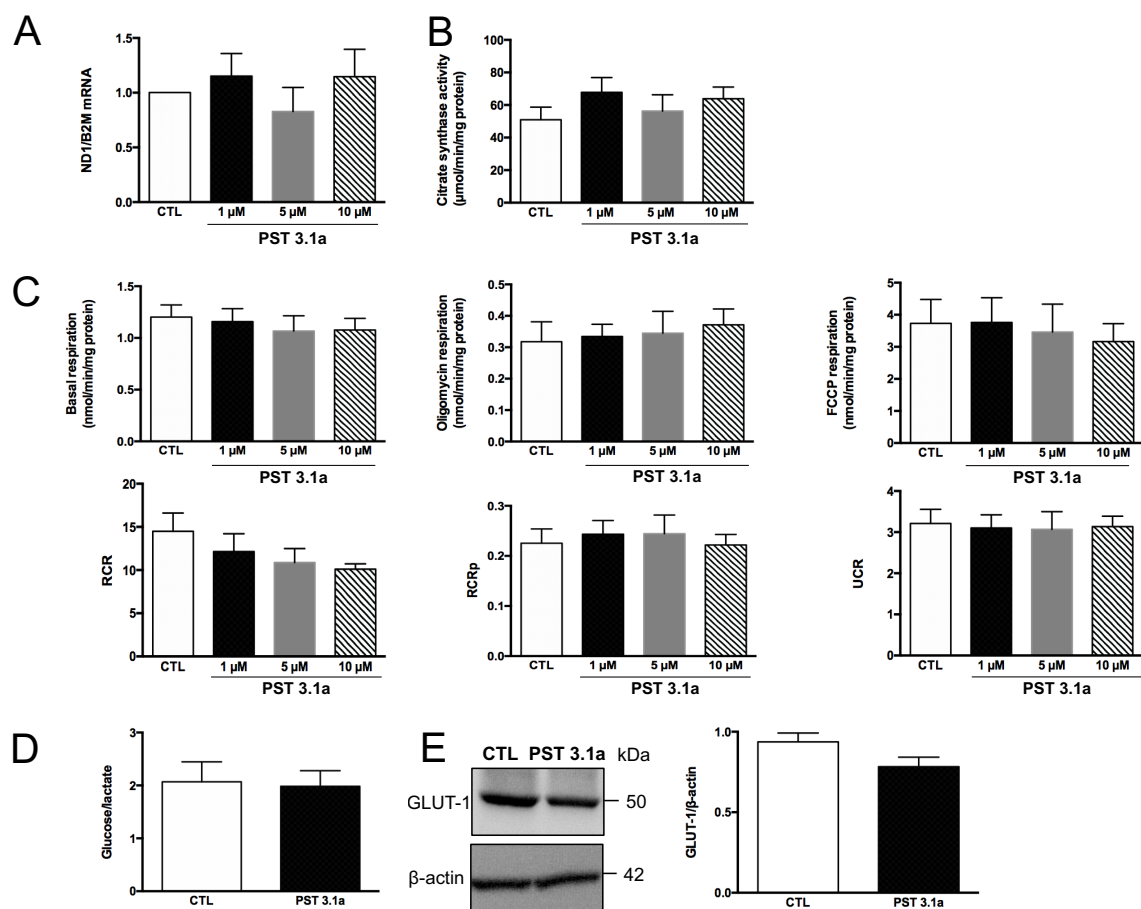 A
ND1/B2M mRNA
1.5
1.0
0.5
0.0
CTL
1 µM
5 µM
10 µM
PST 3.1a
B
Citrate synthase activity
(µmol/min/mg protein)
100
80
60
40
20
0
CTL
1 µM
5 µM
10 µM
PST 3.1a
C
Basal respiration
(nmol/min/mg protein)
1.5
1.0
0.5
0.0
CTL
1 µM
5 µM
10 µM
PST 3.1a
Oligomycin respiration
(nmol/min/mg protein)
0.5
0.4
0.3
0.2
0.1
0.0
CTL
1 µM
5 µM
10 µM
PST 3.1a
FCCP respiration
(nmol/min/mg protein)
5
4
3
2
1
0
CTL
1 µM
5 µM
10 µM
PST 3.1a
RCR
20
15
10
5
0
CTL
1 µM
5 µM
10 µM
PST 3.1a
RCRp
0.3
0.2
0.1
0.0
CTL
1 µM
5 µM
10 µM
PST 3.1a
UCR
4
3
2
1
0
CTL
1 µM
5 µM
10 µM
PST 3.1a
D
Glucose/lactate
3
2
1
0
CTL
PST 3.1a
E
CTL PST 3.1a kDa
GLUT-1
50
β-actin
42
GLUT-1/β-actin
1.0
0.5
0.0
CTL
PST 3.1a